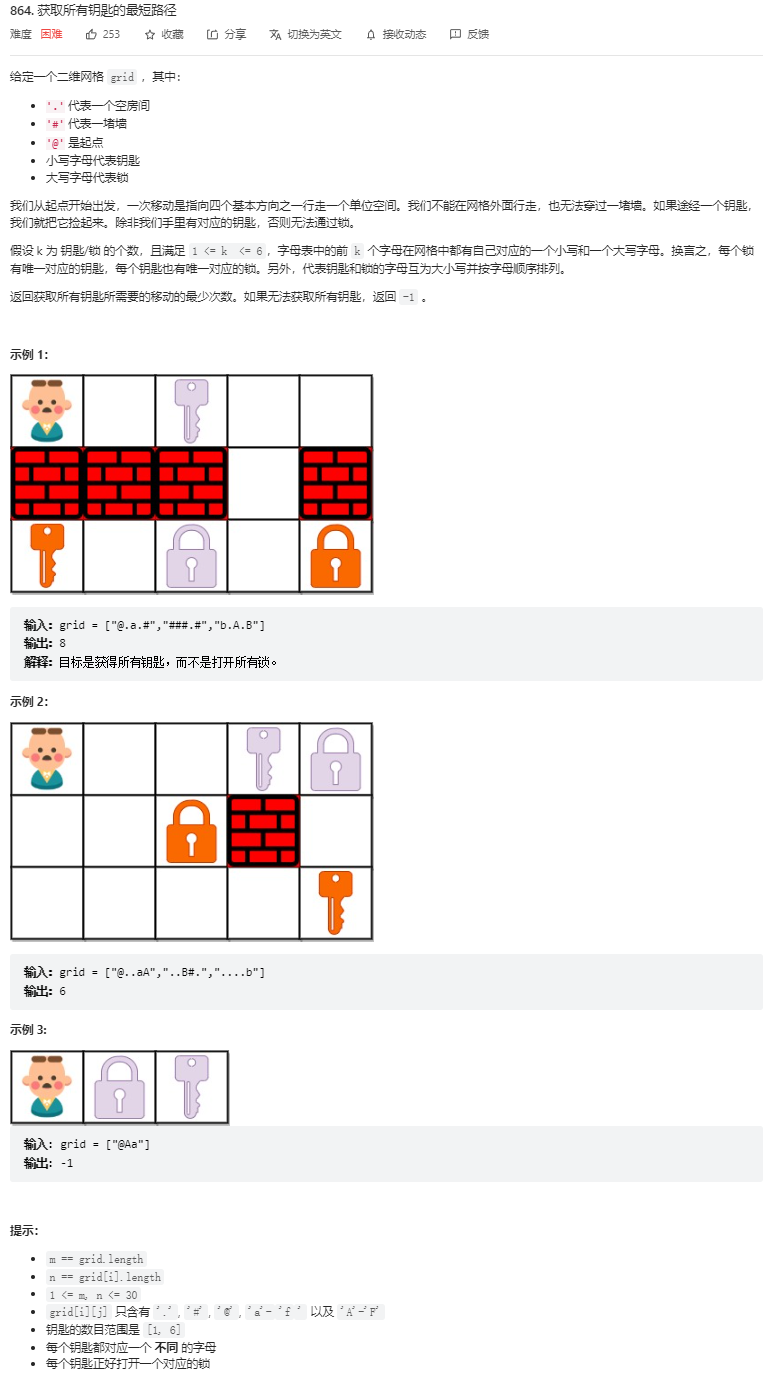 864. 获取所有钥匙的最短路径
难度 困难 253 收藏 分享 切换为英文 接收动态 反馈
给定一个二维网格 grid ，其中：
'.' 代表一个空房间
'#' 代表一堵墙
'@' 是起点
小写字母代表钥匙
大写字母代表锁
我们从起点开始出发，一次移动是指向四个基本方向之一行走一个单位空间。我们不能在网格外面行走，也无法穿过一堵墙。如果途经一个钥匙，
我们就把它捡起来。除非我们手里有对应的钥匙，否则无法通过锁。
假设 k 为 钥匙/锁 的个数，且满足 1 <= k <= 6 ，字母表中的前 k 个字母在网格中都有自己对应的一个小写和一个大写字母。换言之，每个锁
有唯一对应的钥匙，每个钥匙也有唯一对应的锁。另外，代表钥匙和锁的字母互为大小写并按字母顺序排列。
返回获取所有钥匙所需要的移动的最少次数。如果无法获取所有钥匙，返回 -1 。
示例 1：
输入：grid = ["@.a.#","###.#","b.A.B"]
输出：8
解释：目标是获得所有钥匙，而不是打开所有锁。
示例 2：
输入：grid = ["@..aA","..B#.","....b"]
输出：6
示例 3:
输入: grid = ["@Aa"]
输出: -1
提示：
m == grid.length
n == grid[i].length
1 <= m, n <= 30
grid[i][j] 只含有 '.', '#', '@', 'a'-'f ' 以及 'A'-'F'
钥匙的数目范围是 [1, 6]
每个钥匙都对应一个 不同 的字母
每个钥匙正好打开一个对应的锁